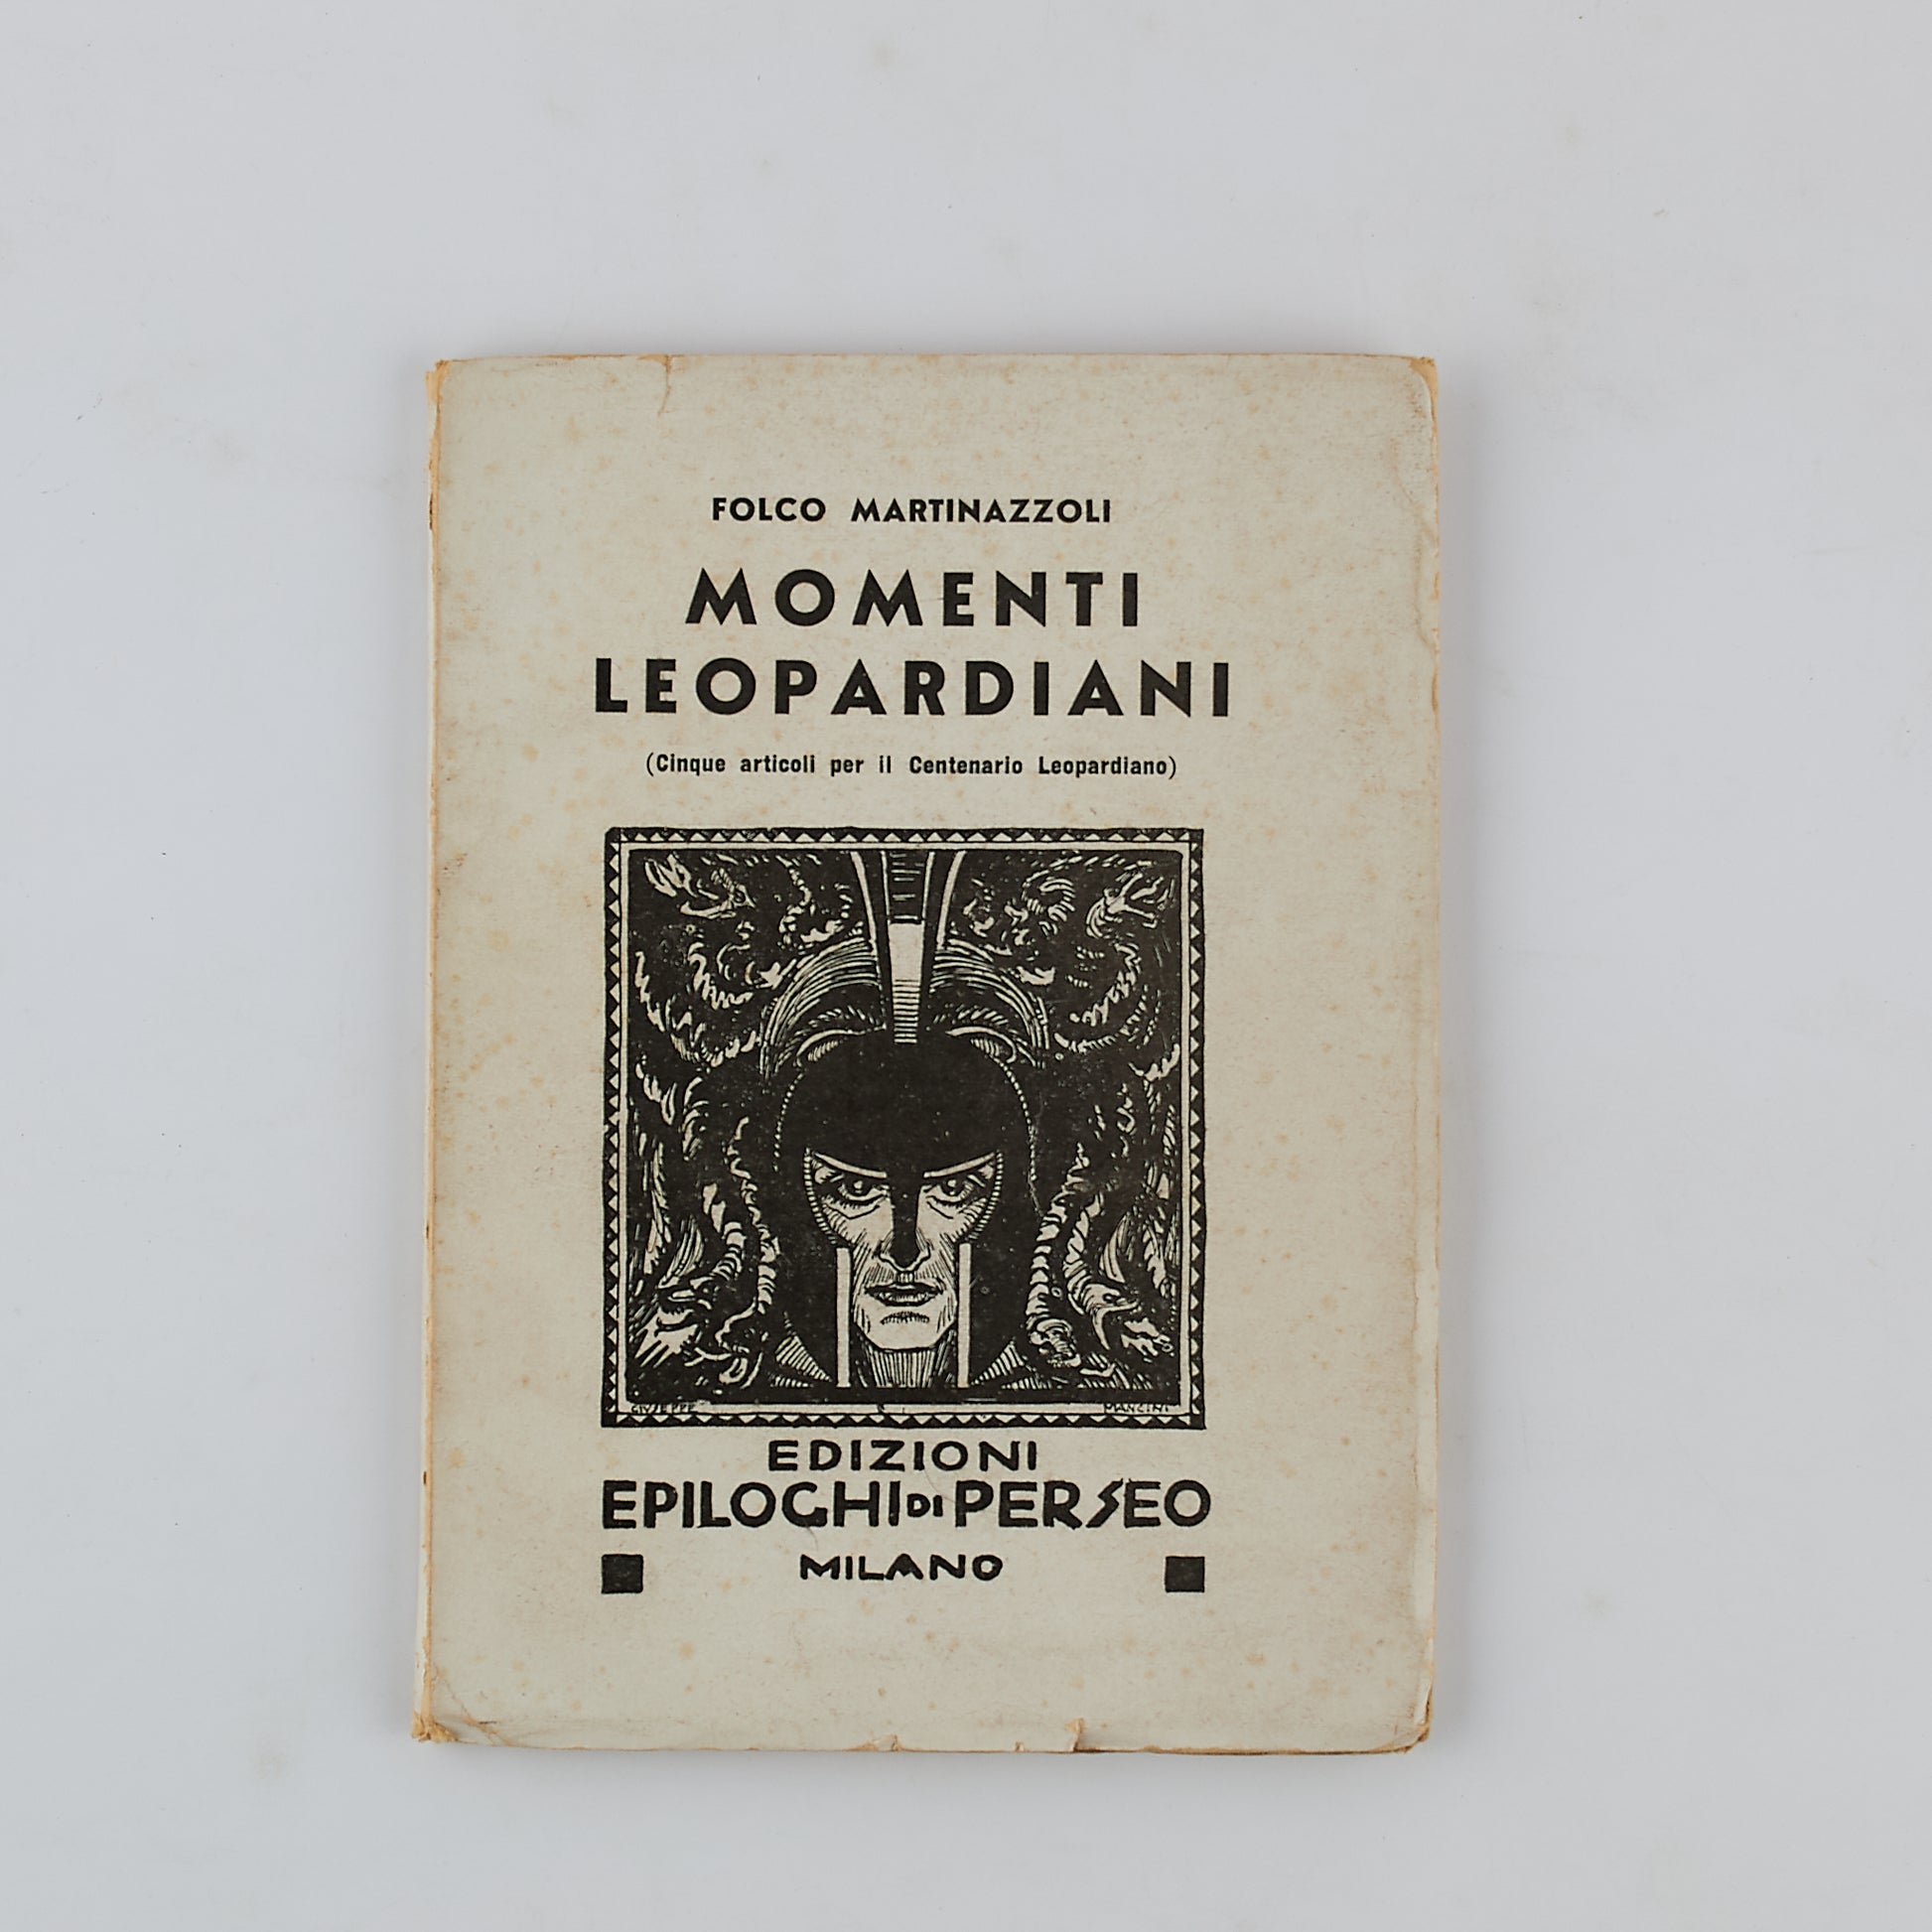 FOLCO MARTINAZZOLI
MOMENTI
LEOPARDIANI
(Cinque articoli per il Centenario Leopardiano)
GIUSEPPE MANCINI
EDIZIONI
EPILOGHI DI PERSEO
MILANO